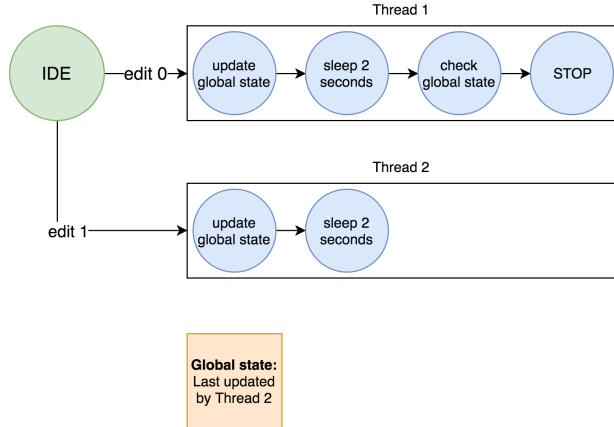 Thread 1
IDE
edit 0
update
global state
sleep 2
seconds
check
global state
STOP
Thread 2
edit 1
update
global state
sleep 2
seconds
Global state:
Last updated
by Thread 2